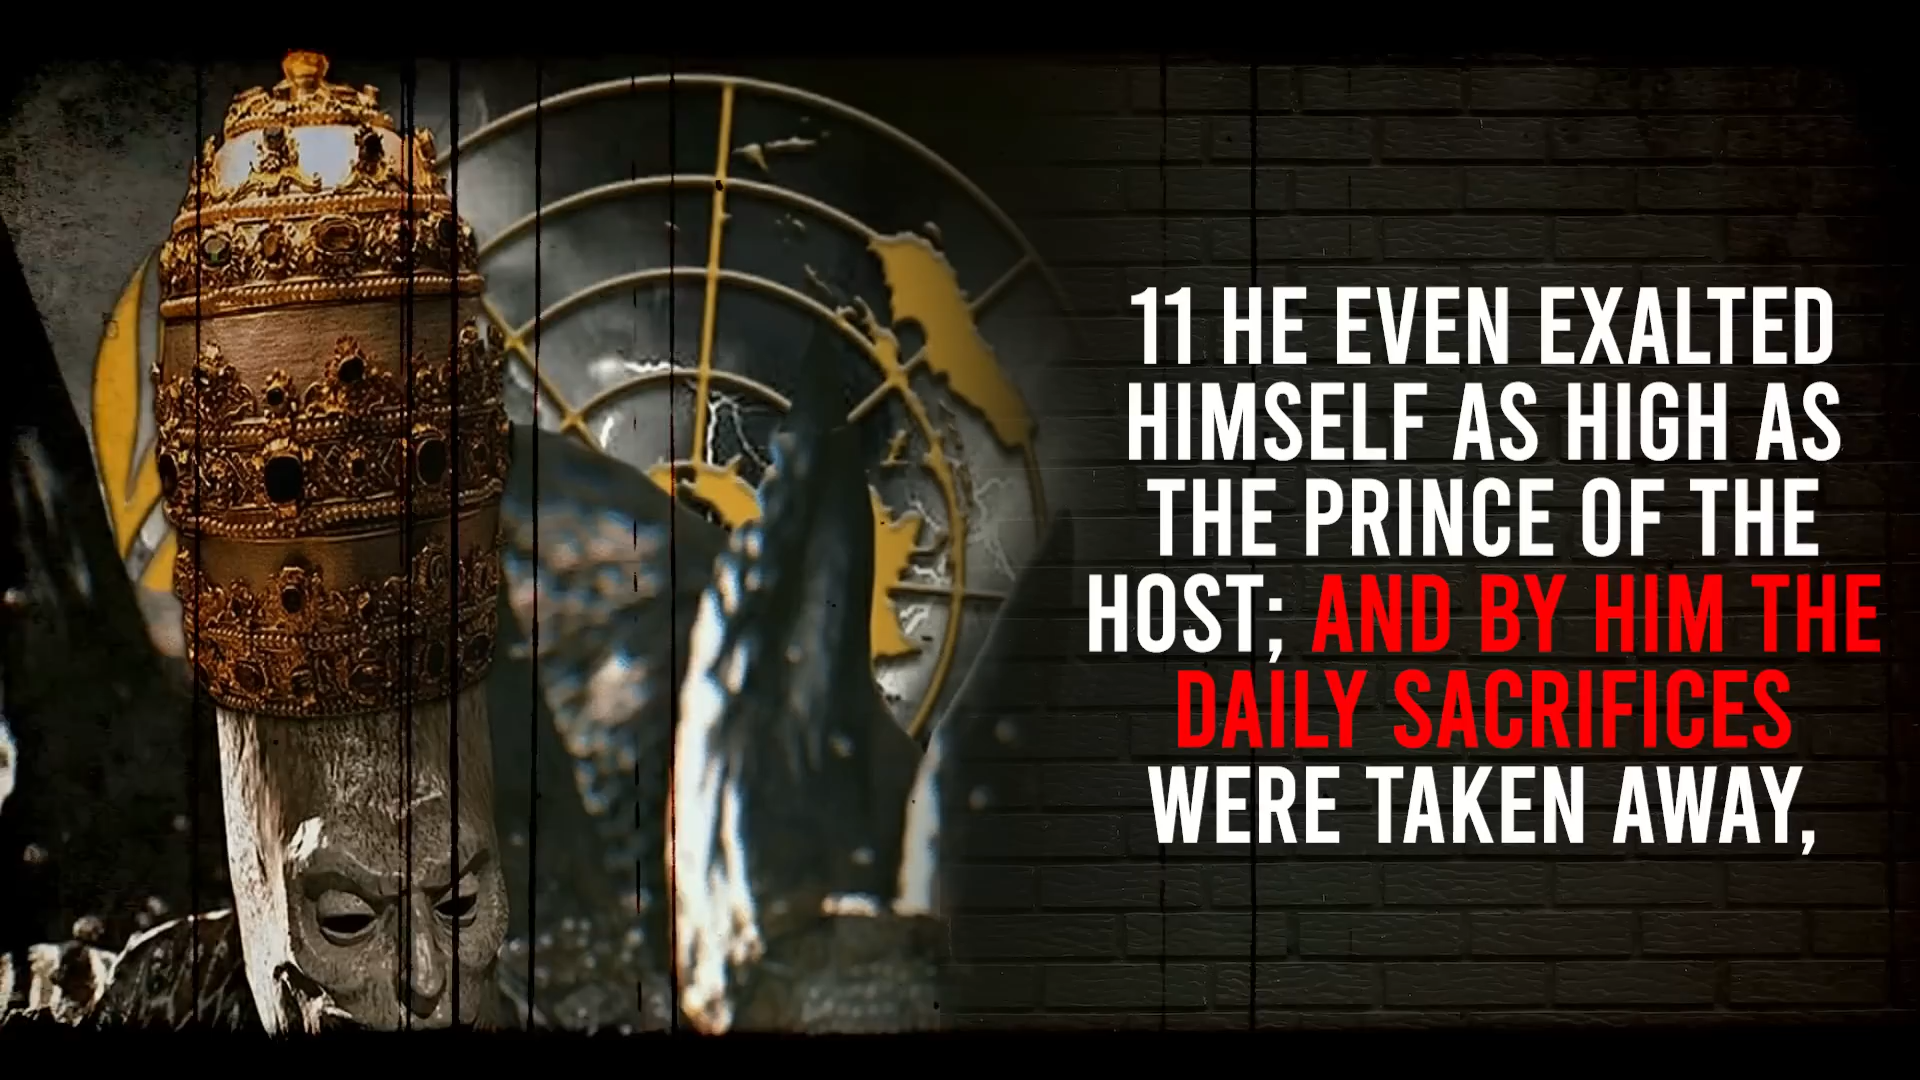 11 HE EVEN EXALTED
HIMSELF AS HIGH AS
THE PRINCE OF THE
HOST; AND BY HIM THE
DAILY SACRIFICES
WERE TAKEN AWAY,